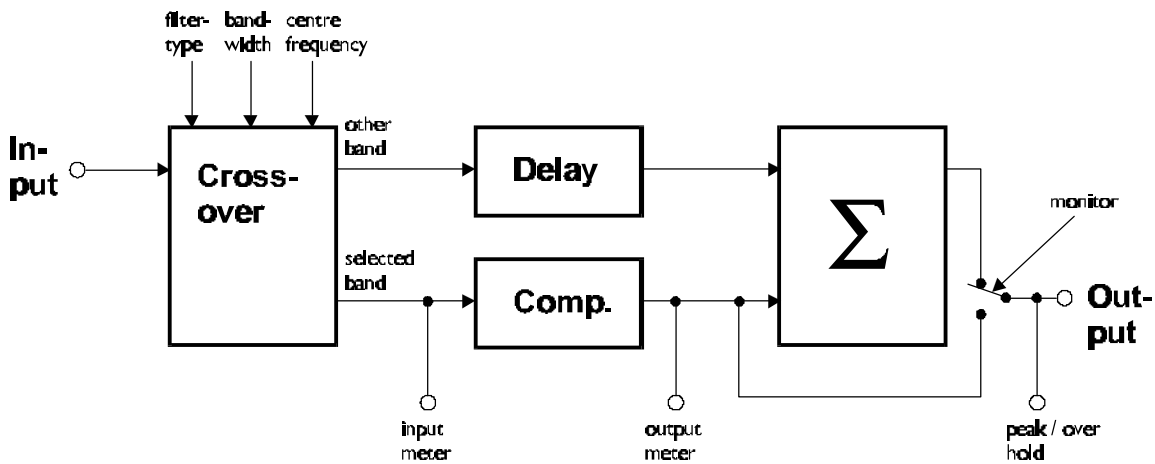 filter-
type
band-
width
centre
frequency
In-
put
Cross-
over
other
band
Delay
Σ
monitor
selected
band
Comp.
Out-
put
input
meter
output
meter
peak / over
hold